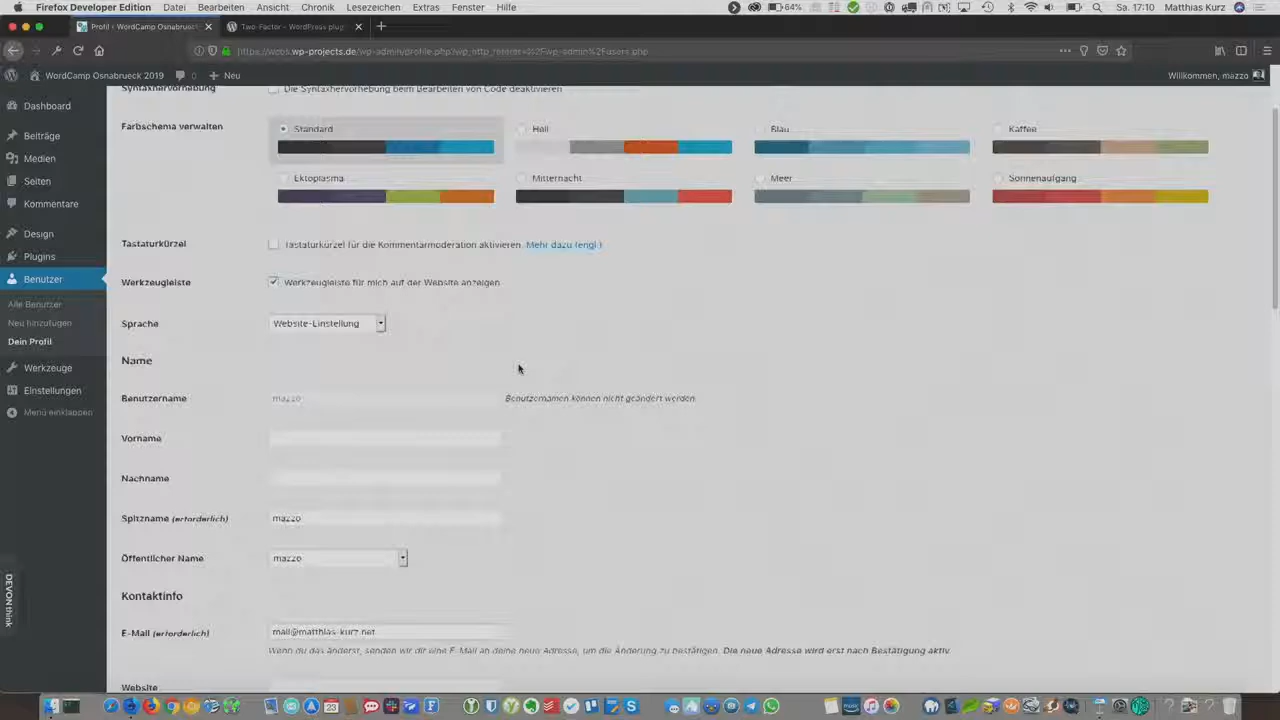 Firefox Developer Edition Datei Bearbeiten Ansicht Chronik Lesezeichen Extras Fenster Hilfe 64% Sa. 17:10 Matthias Kurz
Profil ‹ WordCamp Osnabrueck Two-Factor – WordPress plug
https://webk.wp-projects.de/wp-admin/profile.php?wp_http_referer=%2Fwp-admin%2Fusers.php
WordCamp Osnabrueck 2019 0 Neu Willkommen, mazzo
Dashboard
Beiträge
Medien
Seiten
Kommentare
Design
Plugins
Benutzer
Alle Benutzer
Neu hinzufügen
Dein Profil
Werkzeuge
Einstellungen
Menü einklappen
DEVONthink
Syntaxhervorhebung Die Syntaxhervorhebung beim Bearbeiten von Code deaktivieren
Farbschema verwalten Standard Hell Blau Kaffee
Ektoplasma Mitternacht Meer Sonnenaufgang
Tastaturkürzel Tastaturkürzel für die Kommentarmoderation aktivieren. Mehr dazu (engl.)
Werkzeugleiste Werkzeugleiste für mich auf der Website anzeigen
Sprache Website-Einstellung
Name
Benutzername mazzo Benutzernamen können nicht geändert werden.
Vorname
Nachname
Spitzname (erforderlich) mazzo
Öffentlicher Name mazzo
Kontaktinfo
E-Mail (erforderlich) mail@matthias-kurz.net
Wenn du das änderst, senden wir dir eine E-Mail an deine neue Adresse, um die Änderung zu bestätigen. Die neue Adresse wird erst nach Bestätigung aktiv.
Website